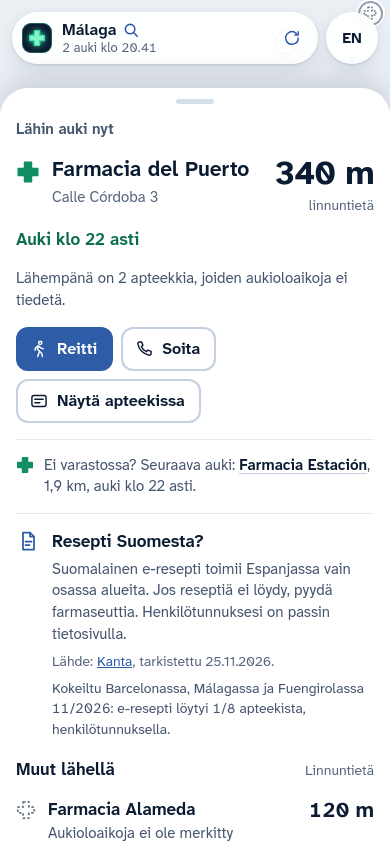 Málaga
2 auki klo 20.41
EN
Lähin auki nyt
Farmacia del Puerto
340 m
Calle Córdoba 3
linnuntietä
Auki klo 22 asti
Lähempänä on 2 apteekkia, joiden aukioloaikoja ei
tiedetä.
Reitti
Soita
Näytä apteekissa
Ei varastossa? Seuraava auki: Farmacia Estación,
1,9 km, auki klo 22 asti.
Resepti Suomesta?
Suomalainen e-resepti toimii Espanjassa vain
osassa alueita. Jos reseptiä ei löydy, pyydä
farmaseuttia. Henkilötunnuksesi on passin
tietosivulla.
Lähde: Kanta, tarkistettu 25.11.2026.
Kokeiltu Barcelonassa, Málagassa ja Fuengirolassa
11/2026: e-resepti löytyi 1/8 apteekista,
henkilötunnuksella.
Muut lähellä
Linnuntietä
Farmacia Alameda
120 m
Aukioloaikoja ei ole merkitty